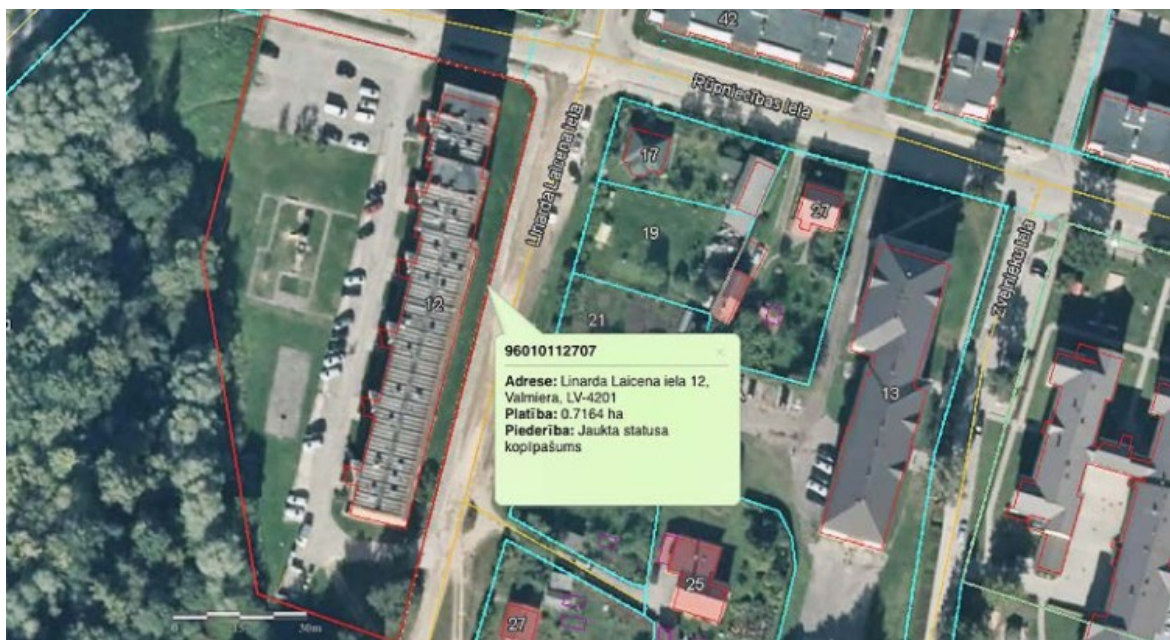 42
Rūpniecības iela
Linarda Laicena iela
17
27
19
Zvejnieku iela
12
21
13
96010112707
Adrese: Linarda Laicena iela 12,
Valmiera, LV-4201
Platība: 0.7164 ha
Piederība: Jaukta statusa
kopīpašums
25
27
0
50m